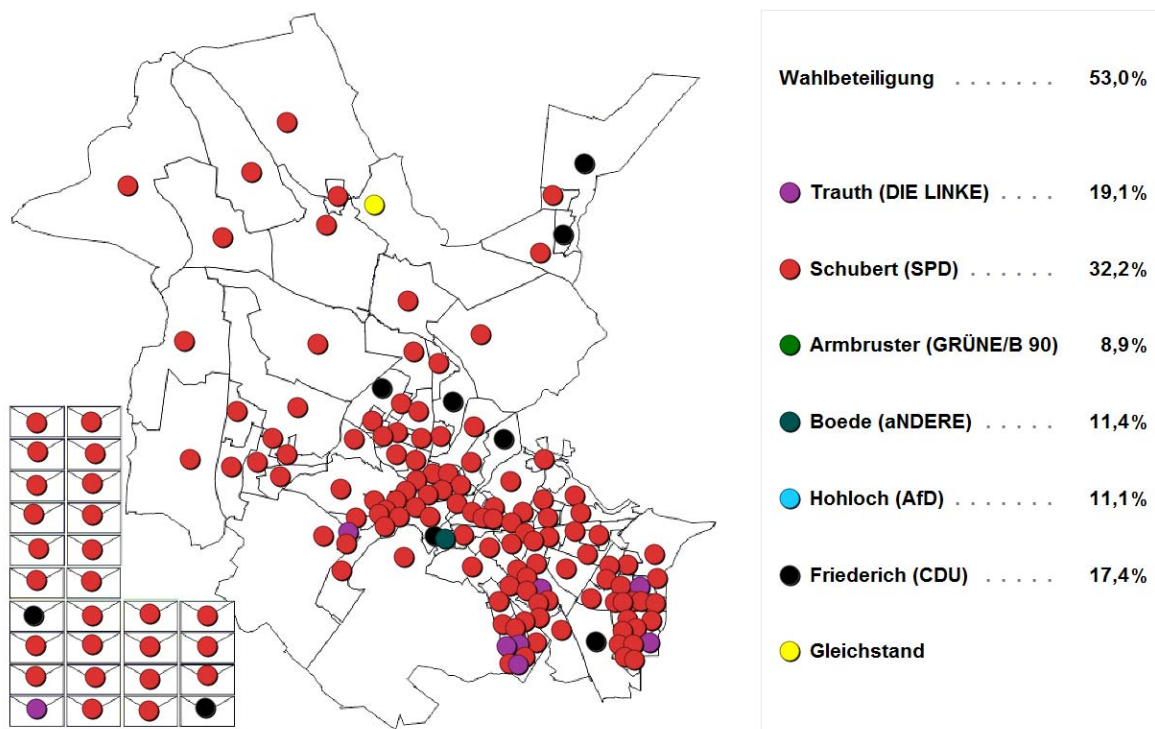 Wahlbeteiligung . . . . . . . 53,0%
Trauth (DIE LINKE) . . . . 19,1%
Schubert (SPD) . . . . . . 32,2%
Armbruster (GRÜNE/B 90) 8,9%
Boede (aNDERE) . . . . . 11,4%
Hohloch (AfD) . . . . . . 11,1%
Friederich (CDU) . . . . . 17,4%
Gleichstand